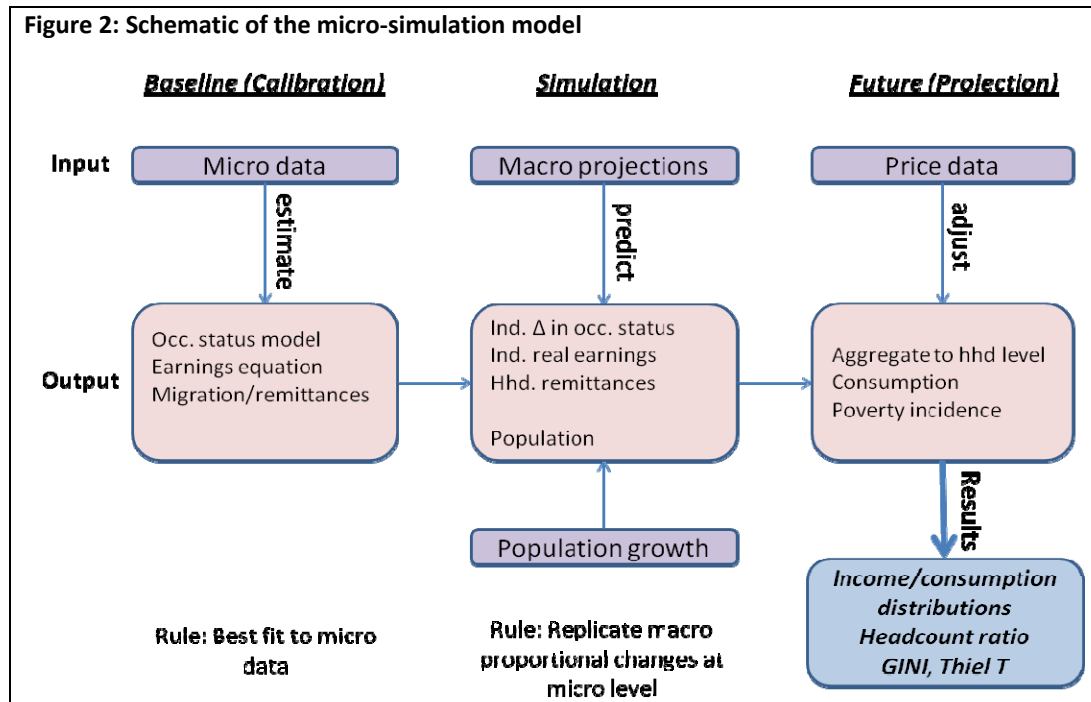 Figure 2: Schematic of the micro-simulation model
Baseline (Calibration)
Simulation
Future (Projection)
Input
Micro data
Macro projections
Price data
estimate
predict
adjust
Output
Occ. status model
Earnings equation
Migration/remittances
Ind. Δ in occ. status
Ind. real earnings
Hhd. remittances
Population
Aggregate to hhd level
Consumption
Poverty incidence
Results
Population growth
Rule: Best fit to micro
data
Rule: Replicate macro
proportional changes at
micro level
Income/consumption
distributions
Headcount ratio
GINI, Thiel T